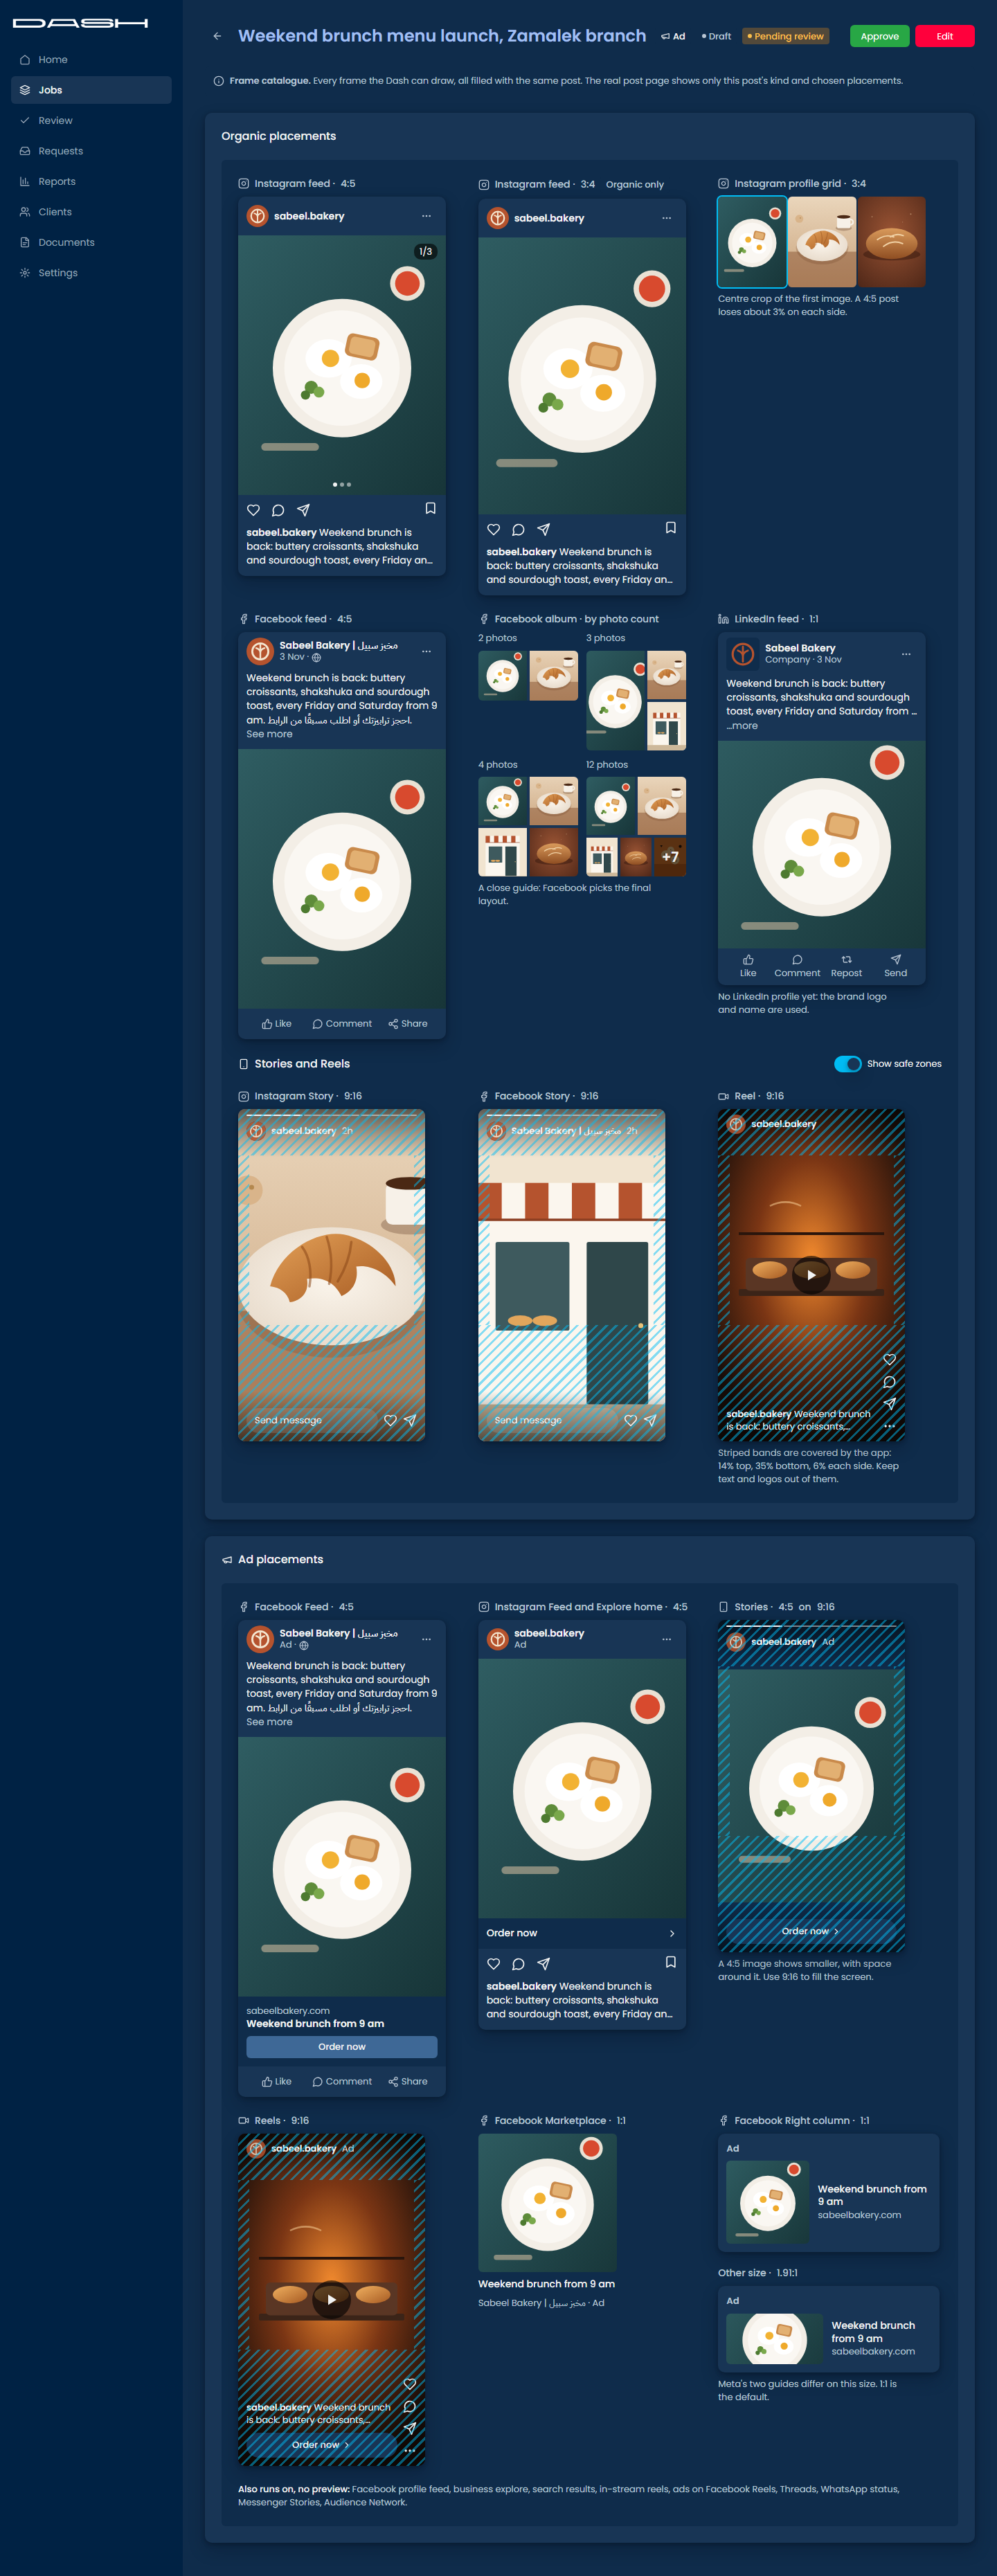 DASH
Home
Jobs
Review
Requests
Reports
Clients
Documents
Settings
Weekend brunch menu launch, Zamalek branch
Ad
Draft
Pending review
Approve
Edit
Frame catalogue. Every frame the Dash can draw, all filled with the same post. The real post page shows only this post's kind and chosen placements.
Organic placements
Instagram feed · 4:5
sabeel.bakery
1/3
sabeel.bakery Weekend brunch is
back: buttery croissants, shakshuka
and sourdough toast, every Friday an...
Instagram feed · 3:4 Organic only
sabeel.bakery
sabeel.bakery Weekend brunch is
back: buttery croissants, shakshuka
and sourdough toast, every Friday an...
Instagram profile grid · 3:4
Centre crop of the first image. A 4:5 post
loses about 3% on each side.
Facebook feed · 4:5
Sabeel Bakery | مخبز سبيل
3 Nov ·
Weekend brunch is back: buttery
croissants, shakshuka and sourdough
toast, every Friday and Saturday from 9
am. احجز ترابيزتك أو اطلب مسبقًا من الرابط.
See more
Like
Comment
Share
Facebook album · by photo count
2 photos
3 photos
4 photos
12 photos
+7
A close guide: Facebook picks the final
layout.
LinkedIn feed · 1:1
Sabeel Bakery
Company · 3 Nov
Weekend brunch is back: buttery
croissants, shakshuka and sourdough
toast, every Friday and Saturday from ...
...more
Like
Comment
Repost
Send
No LinkedIn profile yet: the brand logo
and name are used.
Stories and Reels
Show safe zones
Instagram Story · 9:16
sabeel.bakery 2h
Send message
Facebook Story · 9:16
Sabeel Bakery | مخبز سبيل 2h
Send message
Reel · 9:16
sabeel.bakery
sabeel.bakery Weekend brunch
is back: buttery croissants,...
Striped bands are covered by the app:
14% top, 35% bottom, 6% each side. Keep
text and logos out of them.
Ad placements
Facebook Feed · 4:5
Sabeel Bakery | مخبز سبيل
Ad ·
Weekend brunch is back: buttery
croissants, shakshuka and sourdough
toast, every Friday and Saturday from 9
am. احجز ترابيزتك أو اطلب مسبقًا من الرابط.
See more
sabeelbakery.com
Weekend brunch from 9 am
Order now
Like
Comment
Share
Instagram Feed and Explore home · 4:5
sabeel.bakery
Ad
Order now
sabeel.bakery Weekend brunch is
back: buttery croissants, shakshuka
and sourdough toast, every Friday an...
Stories · 4:5 on 9:16
sabeel.bakery Ad
Order now
A 4:5 image shows smaller, with space
around it. Use 9:16 to fill the screen.
Reels · 9:16
sabeel.bakery Ad
sabeel.bakery Weekend brunch
is back: buttery croissants,...
Order now
Facebook Marketplace · 1:1
Weekend brunch from 9 am
Sabeel Bakery | مخبز سبيل · Ad
Facebook Right column · 1:1
Ad
Weekend brunch from
9 am
sabeelbakery.com
Other size · 1.91:1
Ad
Weekend brunch
from 9 am
sabeelbakery.com
Meta's two guides differ on this size. 1:1 is
the default.
Also runs on, no preview: Facebook profile feed, business explore, search results, in-stream reels, ads on Facebook Reels, Threads, WhatsApp status,
Messenger Stories, Audience Network.